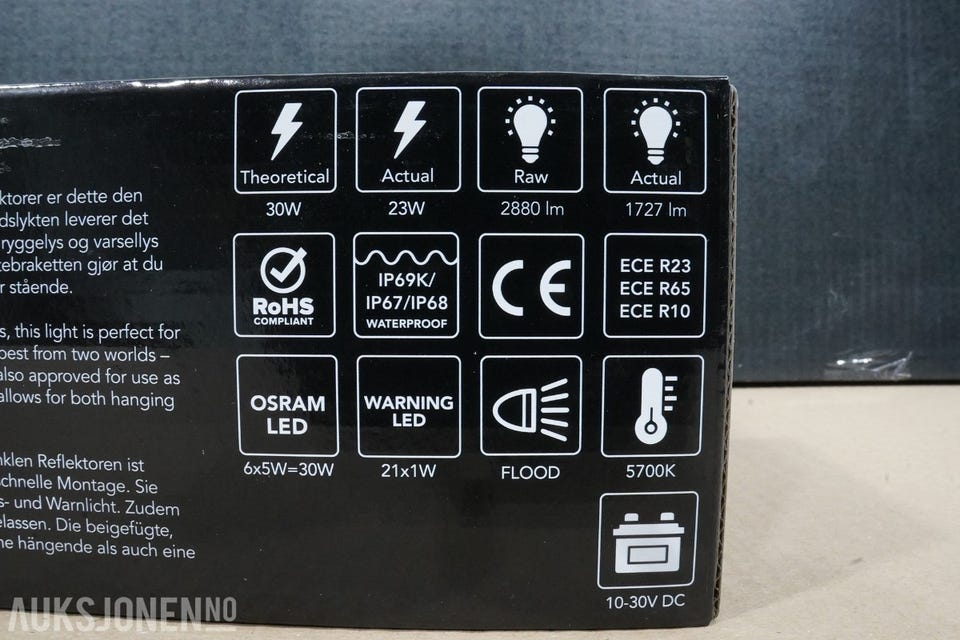 ktorer er dette den
dslykten leverer det
ryggelys og varsellys
tebraketten gjør at du
r stående.
s, this light is perfect for
best from two worlds –
also approved for use as
allows for both hanging
nklen Reflektoren ist
schnelle Montage. Sie
s- und Warnlicht. Zudem
elassen. Die beigefügte,
ne hängende als auch eine
Theoretical
30W
Actual
23W
Raw
2880 lm
Actual
1727 lm
RoHS
COMPLIANT
IP69K/
IP67/IP68
WATERPROOF
CE
ECE R23
ECE R65
ECE R10
OSRAM
LED
6x5W=30W
WARNING
LED
21x1W
FLOOD
5700K
10-30V DC
AUKSJONEN.NO